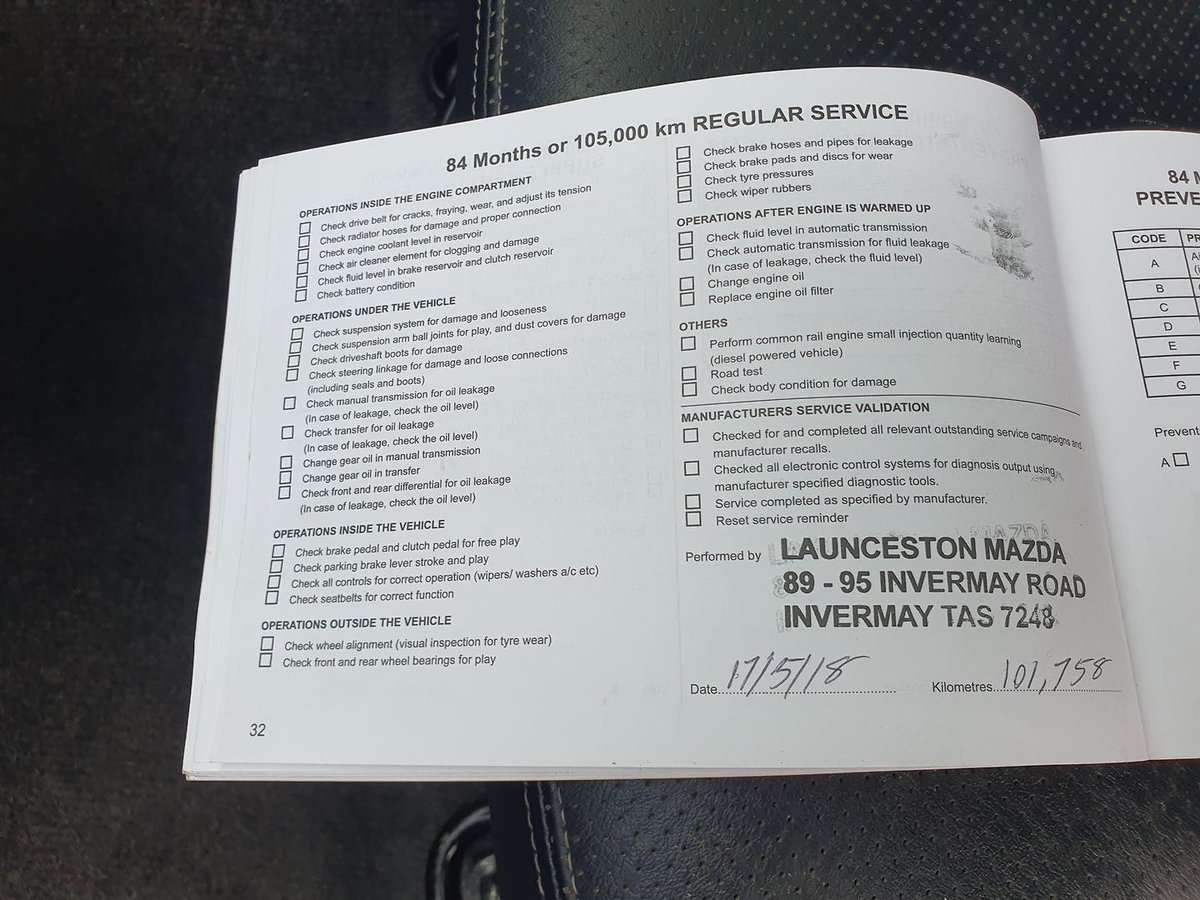 84 Months or 105,000 km REGULAR SERVICE
OPERATIONS INSIDE THE ENGINE COMPARTMENT
Check drive belt for cracks, fraying, wear, and adjust its tension
Check radiator hoses for damage and proper connection
Check engine coolant level in reservoir
Check air cleaner element for clogging and damage
Check fluid level in brake reservoir and clutch reservoir
Check battery condition
OPERATIONS UNDER THE VEHICLE
Check suspension system for damage and looseness
Check suspension arm ball joints for play, and dust covers for damage
Check driveshaft boots for damage
Check steering linkage for damage and loose connections
(including seals and boots)
Check manual transmission for oil leakage
(In case of leakage, check the oil level)
Check transfer for oil leakage
(In case of leakage, check the oil level)
Change gear oil in manual transmission
Change gear oil in transfer
Check front and rear differential for oil leakage
(In case of leakage, check the oil level)
OPERATIONS INSIDE THE VEHICLE
Check brake pedal and clutch pedal for free play
Check parking brake lever stroke and play
Check all controls for correct operation (wipers/ washers a/c etc)
Check seatbelts for correct function
OPERATIONS OUTSIDE THE VEHICLE
Check wheel alignment (visual inspection for tyre wear)
Check front and rear wheel bearings for play
32
Check brake hoses and pipes for leakage
Check brake pads and discs for wear
Check tyre pressures
Check wiper rubbers
OPERATIONS AFTER ENGINE IS WARMED UP
Check fluid level in automatic transmission
Check automatic transmission for fluid leakage
(In case of leakage, check the fluid level)
Change engine oil
Replace engine oil filter
OTHERS
Perform common rail engine small injection quantity learning
(diesel powered vehicle)
Road test
Check body condition for damage
MANUFACTURERS SERVICE VALIDATION
Checked for and completed all relevant outstanding service campaigns and
manufacturer recalls.
Checked all electronic control systems for diagnosis output using
manufacturer specified diagnostic tools.
Service completed as specified by manufacturer.
Reset service reminder
Performed by LAUNCESTON MAZDA
89 - 95 INVERMAY ROAD
INVERMAY TAS 7248
Date 17/5/18 Kilometres 101,758
84 M
PREVE
CODE PR
A
B
C
D
E
F
G
Prevent
A